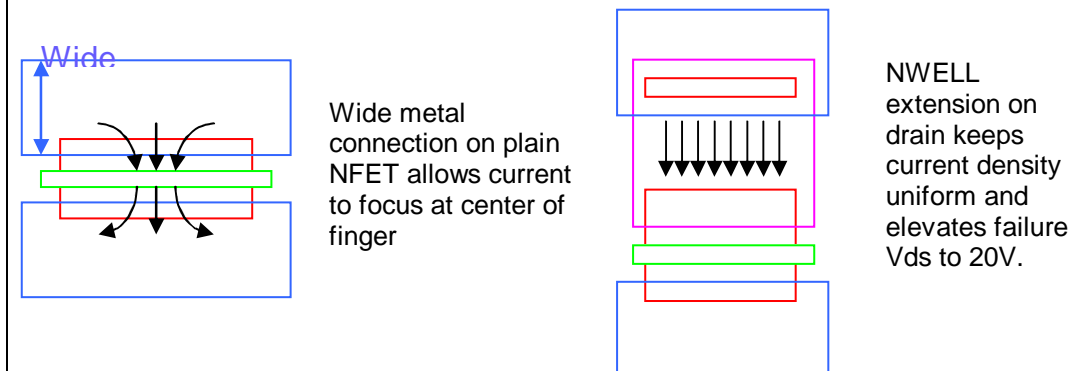 Wide
Wide metal
connection on plain
NFET allows current
to focus at center of
finger
NWELL
extension on
drain keeps
current density
uniform and
elevates failure
Vds to 20V.